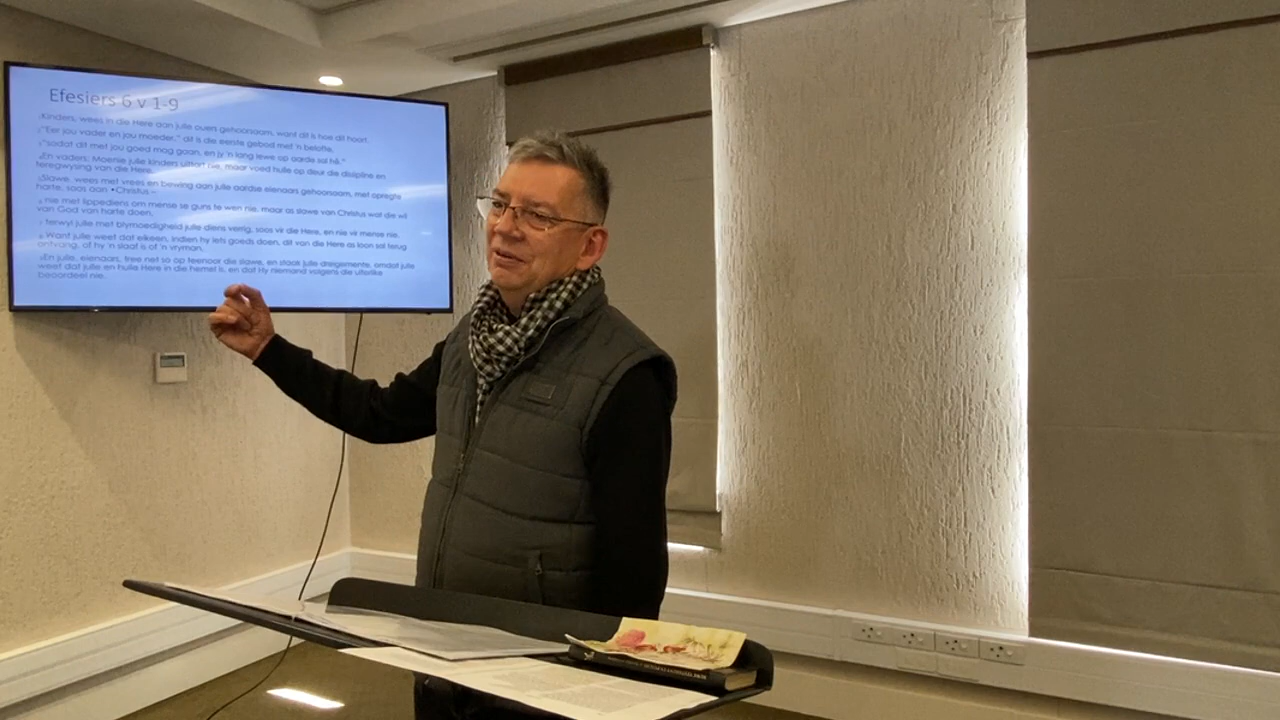 Efesiers 6 v 1-9
Kinders, wees in die Here aan julle ouers gehoorsaam, want dit is hoe dit hoort.
"Eer jou vader en jou moeder," dit is die eerste gebod met 'n belofte,
"sodat dit met jou goed mag gaan, en jy 'n lang lewe op aarde sal hê."
En vaders: Moenie julle kinders uittart nie, maar voed hulle op deur die dissipline en
teregwysing van die Here.
Slawe, wees met vrees en bewing aan julle aardse eienaars gehoorsaam, met opregte
harte, soos aan •Christus –
nie met lippediens om mense se guns te wen nie, maar as slawe van Christus wat die wil
van God van harte doen,
terwyl julle met blymoedigheid julle diens verrig, soos vir die Here, en nie vir mense nie.
Want julle weet dat elkeen, indien hy iets goeds doen, dit van die Here as loon sal terug
ontvang, of hy 'n slaaf is of 'n vryman.
En julle, eienaars, tree net so op teenoor die slawe, en staak julle dreigemente, omdat julle
weet dat julle en hulle Here in die hemel is, en dat Hy niemand volgens die uiterlike
beoordeel nie.